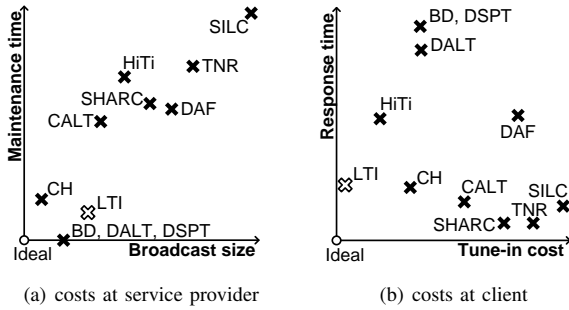 Maintenance time
SILC
HiTi
TNR
SHARC
DAF
CALT
CH
LTI
BD, DALT, DSPT
Ideal
Broadcast size
(a) costs at service provider
Response time
BD, DSPT
DALT
HiTi
DAF
LTI
CH
CALT
SILC
TNR
SHARC
Ideal
Tune-in cost
(b) costs at client